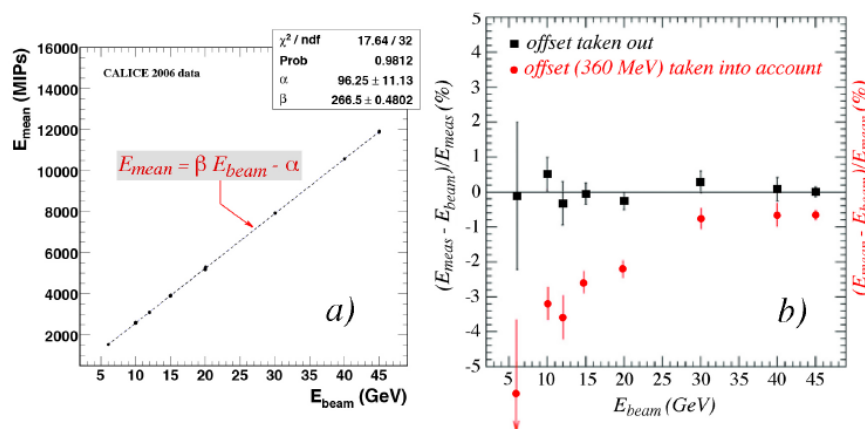 χ² / ndf 17.64 / 32
Prob 0.9812
α 96.25 ± 11.13
β 266.5 ± 0.4802
CALICE 2006 data
E_mean = β E_beam - α
a)
E_mean (MIPs)
16000
14000
12000
10000
8000
6000
4000
2000
5 10 15 20 25 30 35 40 45
E_beam (GeV)
b)
offset taken out
offset (360 MeV) taken into account
(E_meas - E_beam)/E_meas (%)
5
4
3
2
1
0
-1
-2
-3
-4
-5
5 10 15 20 25 30 35 40 45
E_beam (GeV)
(E_meas - E_beam)/E_mean (%)